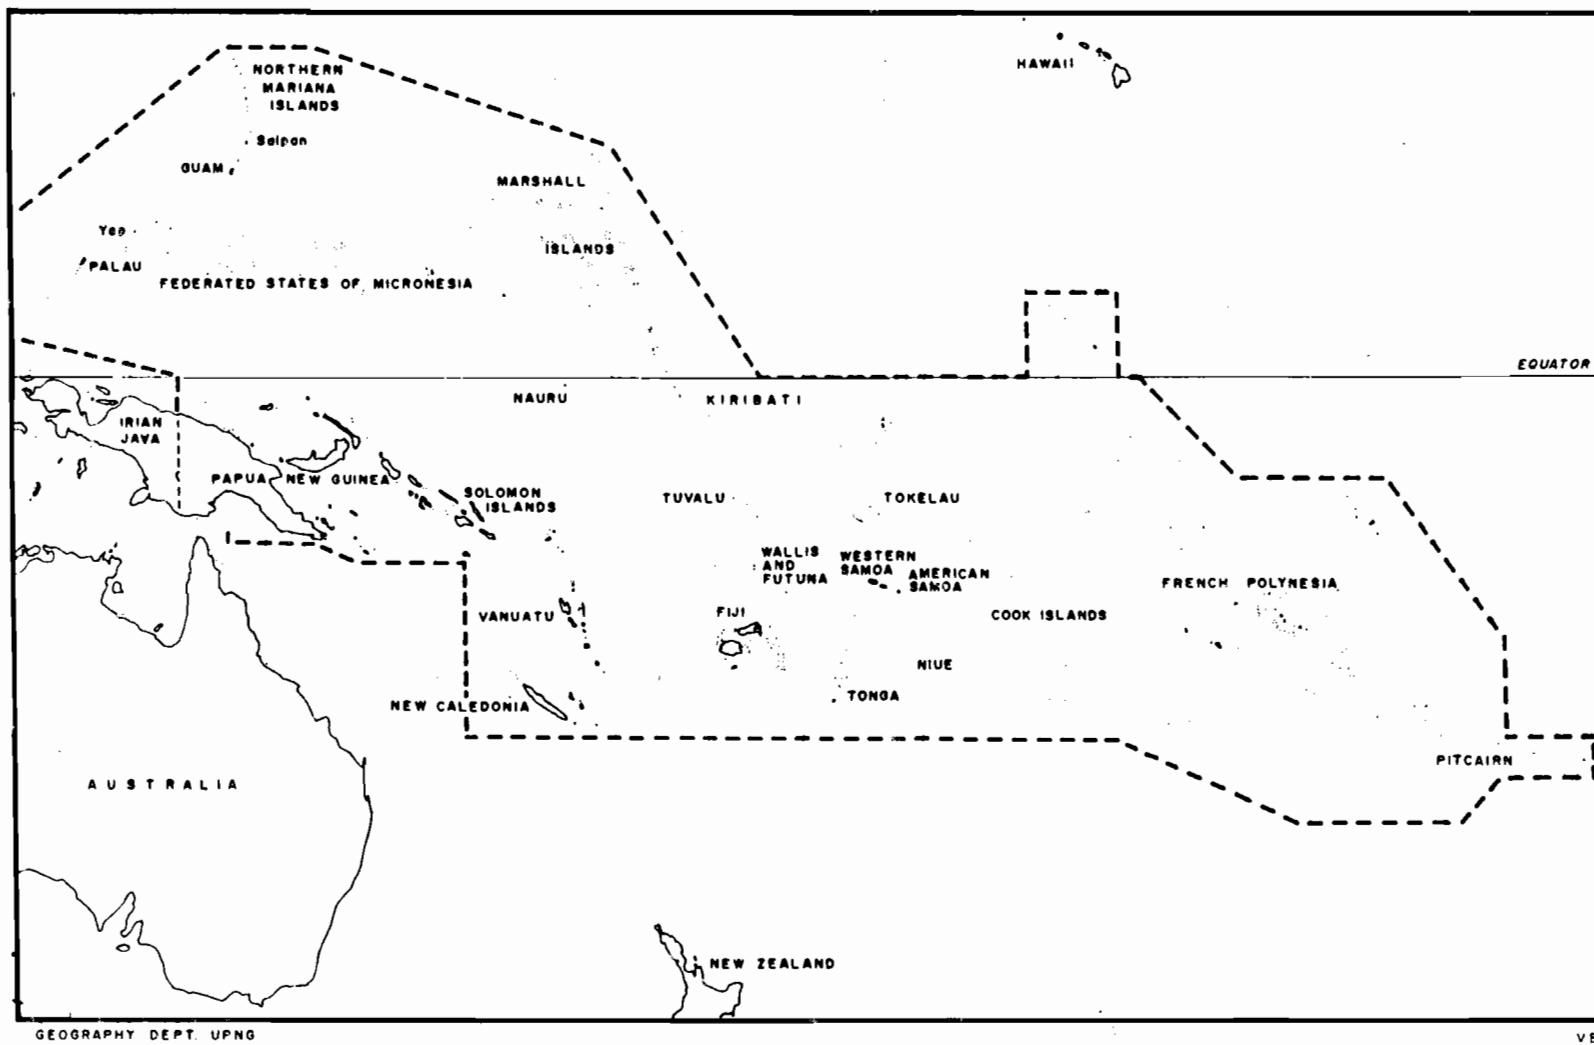 HAWAII
NORTHERN
MARIANA
ISLANDS
Saipan
GUAM
MARSHALL
ISLANDS
Yap
PALAU
FEDERATED STATES OF MICRONESIA
EQUATOR
NAURU
KIRIBATI
IRIAN
JAVA
PAPUA NEW GUINEA
SOLOMON
ISLANDS
TUVALU
TOKELAU
WALLIS
AND
FUTUNA
WESTERN
SAMOA
AMERICAN
SAMOA
FRENCH POLYNESIA
VANUATU
FIJI
COOK ISLANDS
NIUE
NEW CALEDONIA
TONGA
PITCAIRN
AUSTRALIA
NEW ZEALAND
GEOGRAPHY DEPT. UPNG